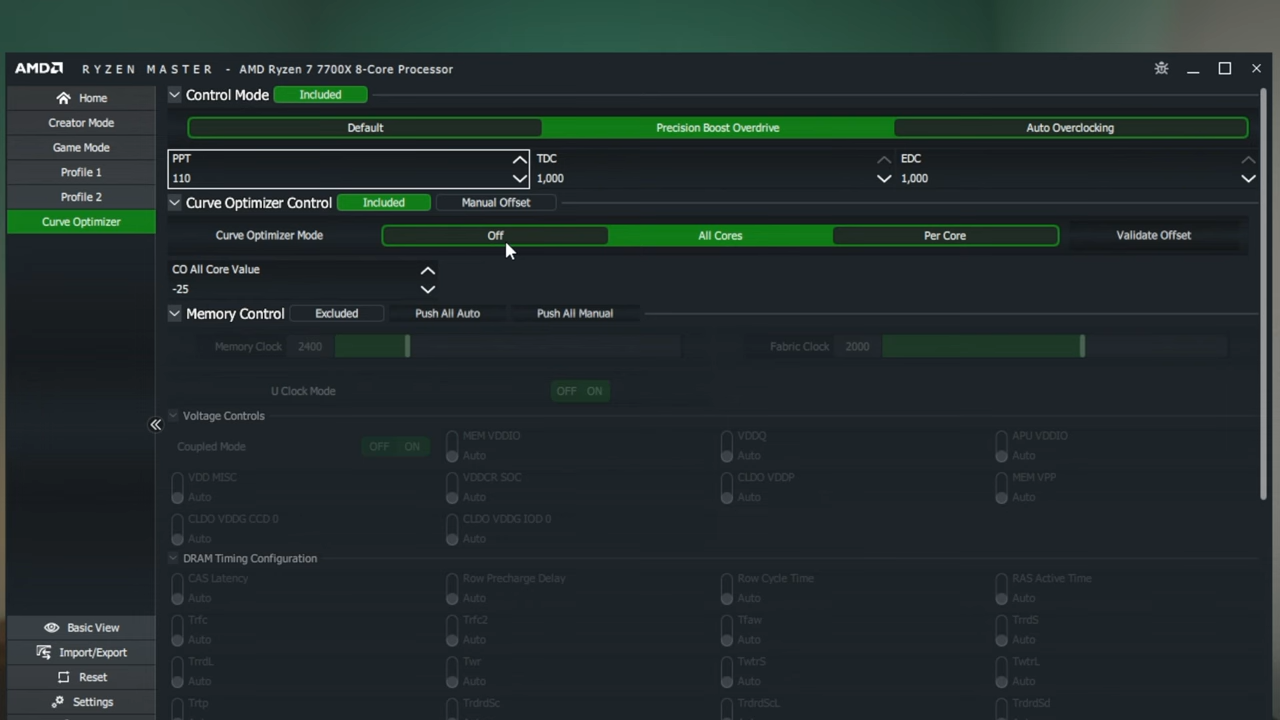 AMD RYZEN MASTER - AMD Ryzen 7 7700X 8-Core Processor
Home
Creator Mode
Game Mode
Profile 1
Profile 2
Curve Optimizer
Control Mode Included
Default Precision Boost Overdrive Auto Overclocking
PPT TDC EDC
110 1,000 1,000
Curve Optimizer Control Included Manual Offset
Curve Optimizer Mode Off All Cores Per Core Validate Offset
CO All Core Value
-25
Memory Control Excluded Push All Auto Push All Manual
Memory Clock 2400 Fabric Clock 2000
U Clock Mode OFF ON
Voltage Controls
Coupled Mode OFF ON
MEM VDDIO VDDQ APU VDDIO
Auto Auto Auto
VDD MISC VDDCR SOC CLDO VDDP MEM VPP
Auto Auto Auto Auto
CLDO VDDG CCD 0 CLDO VDDG IOD 0
Auto Auto
DRAM Timing Configuration
CAS Latency Row Precharge Delay Row Cycle Time RAS Active Time
Auto Auto Auto Auto
Trfc Trfc2 Tfaw TrrdS
Auto Auto Auto Auto
TrrdL Twr TwtrS TwtrL
Auto Auto Auto Auto
Trtp TrdrdSc TrdrdScL TrdrdSd
Basic View
Import/Export
Reset
Settings